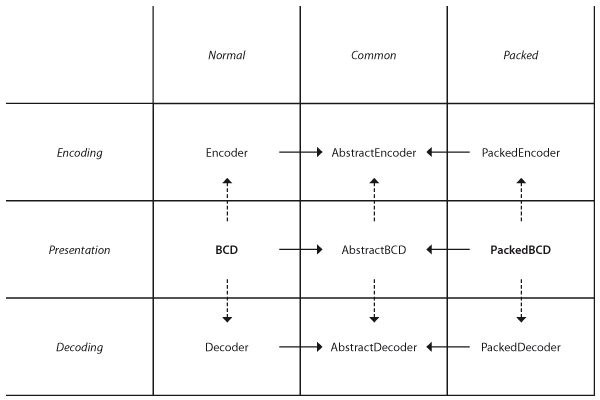 Normal Common Packed
Encoding Encoder AbstractEncoder PackedEncoder
Presentation BCD AbstractBCD PackedBCD
Decoding Decoder AbstractDecoder PackedDecoder